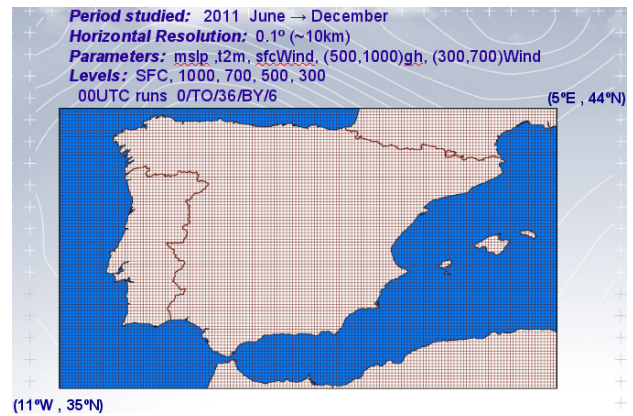 Period studied: 2011 June → December
Horizontal Resolution: 0.1º (~10km)
Parameters: mslp ,t2m, sfcWind, (500,1000)gh, (300,700)Wind
Levels: SFC, 1000, 700, 500, 300
00UTC runs 0/TO/36/BY/6
(5ºE , 44ºN)
(11ºW , 35ºN)